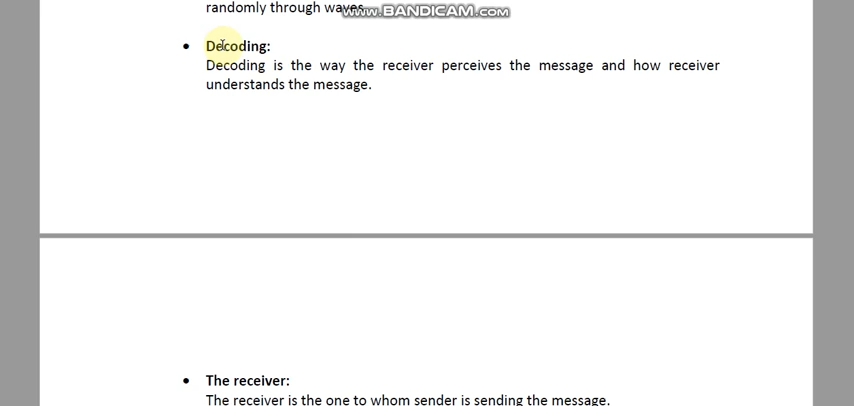 randomly through waves
www.BANDICAM.com
• Decoding:
Decoding is the way the receiver perceives the message and how receiver
understands the message.
• The receiver:
The receiver is the one to whom sender is sending the message.